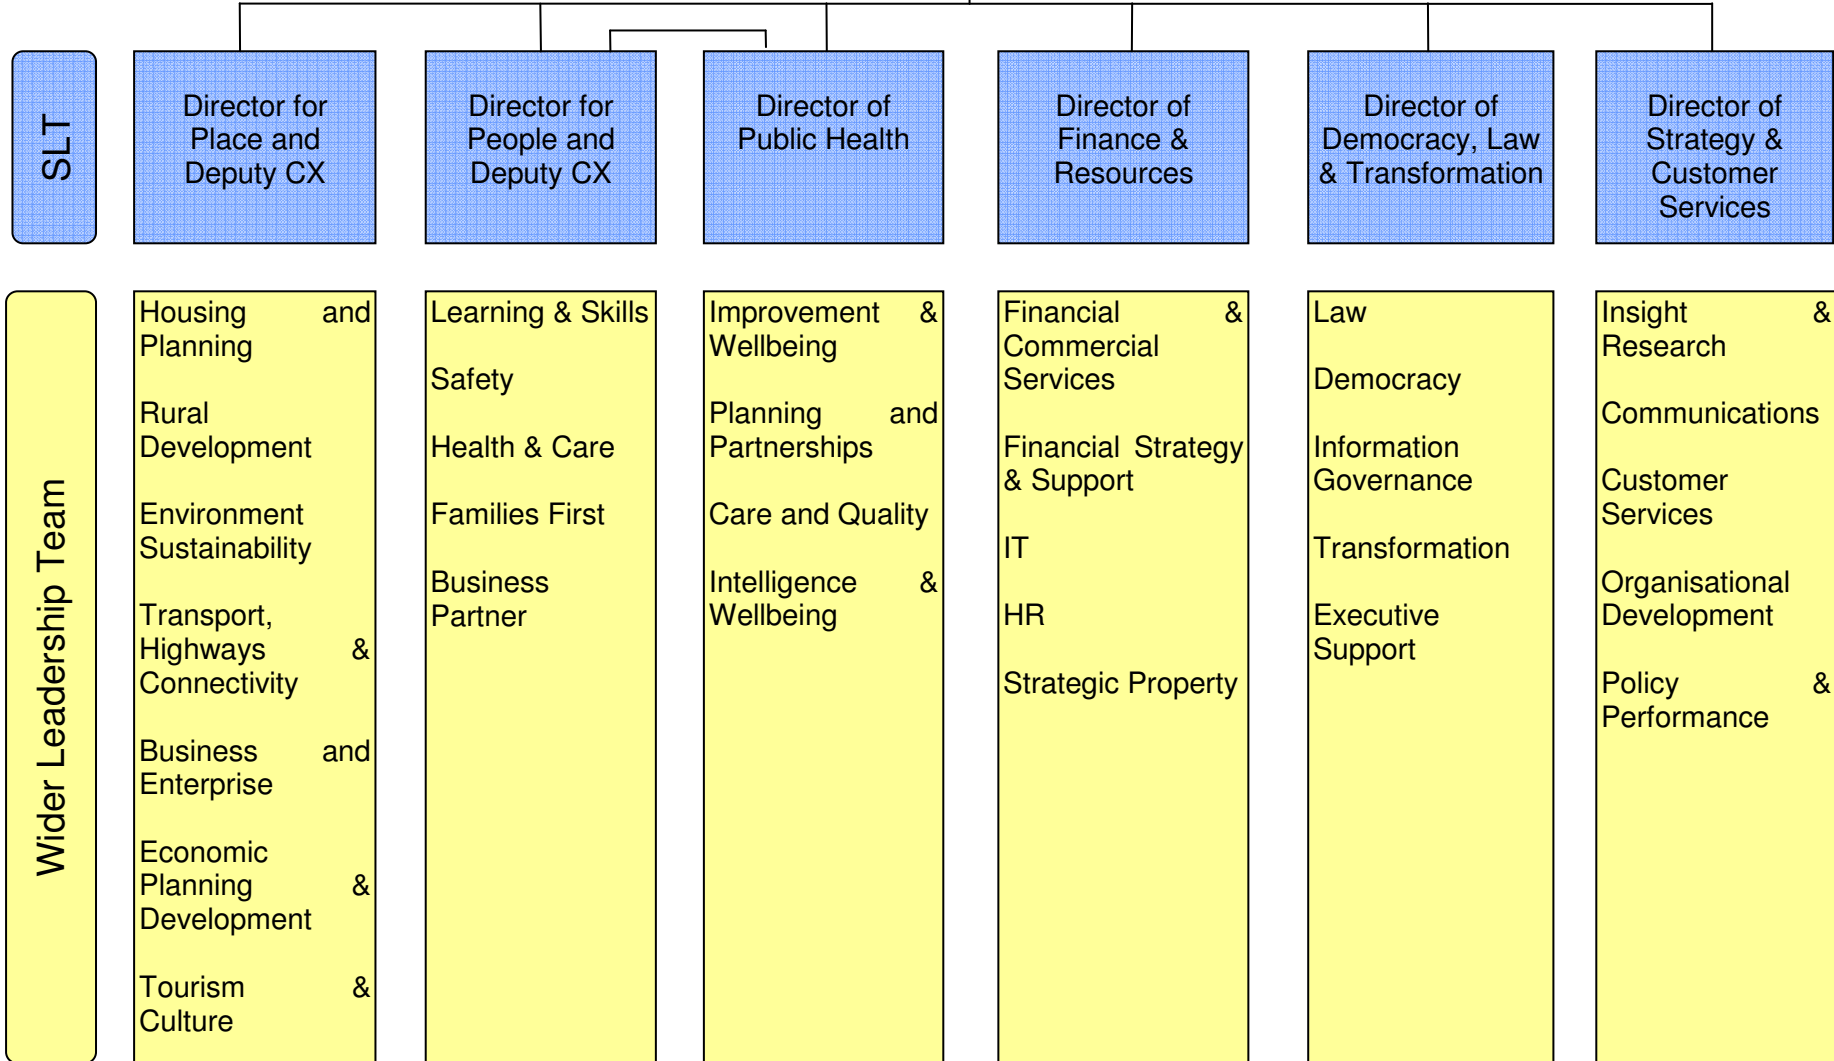 SLT
Director for
Place and
Deputy CX
Director for
People and
Deputy CX
Director of
Public Health
Director of
Finance &
Resources
Director of
Democracy, Law
& Transformation
Director of
Strategy &
Customer
Services
Wider Leadership Team
Housing and
Planning
Rural
Development
Environment
Sustainability
Transport,
Highways &
Connectivity
Business and
Enterprise
Economic
Planning &
Development
Tourism &
Culture
Learning & Skills
Safety
Health & Care
Families First
Business
Partner
Improvement &
Wellbeing
Planning and
Partnerships
Care and Quality
Intelligence &
Wellbeing
Financial &
Commercial
Services
Financial Strategy
& Support
IT
HR
Strategic Property
Law
Democracy
Information
Governance
Transformation
Executive
Support
Insight &
Research
Communications
Customer
Services
Organisational
Development
Policy &
Performance